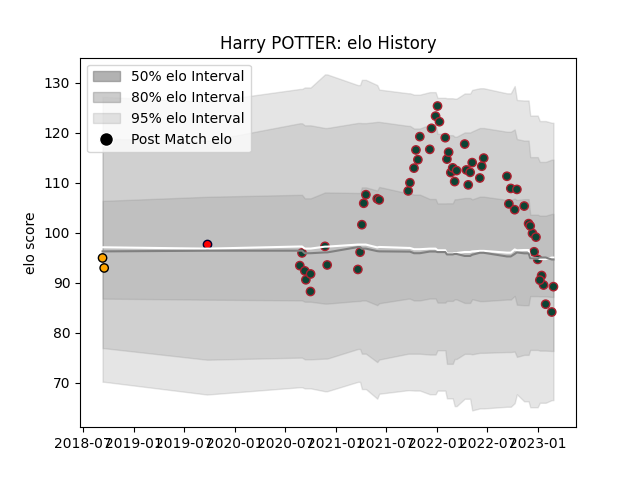 Harry POTTER: elo History
50% elo Interval
80% elo Interval
95% elo Interval
Post Match elo
elo score
130
120
110
100
90
80
70
2018-07 2019-01 2019-07 2020-01 2020-07 2021-01 2021-07 2022-01 2022-07 2023-01